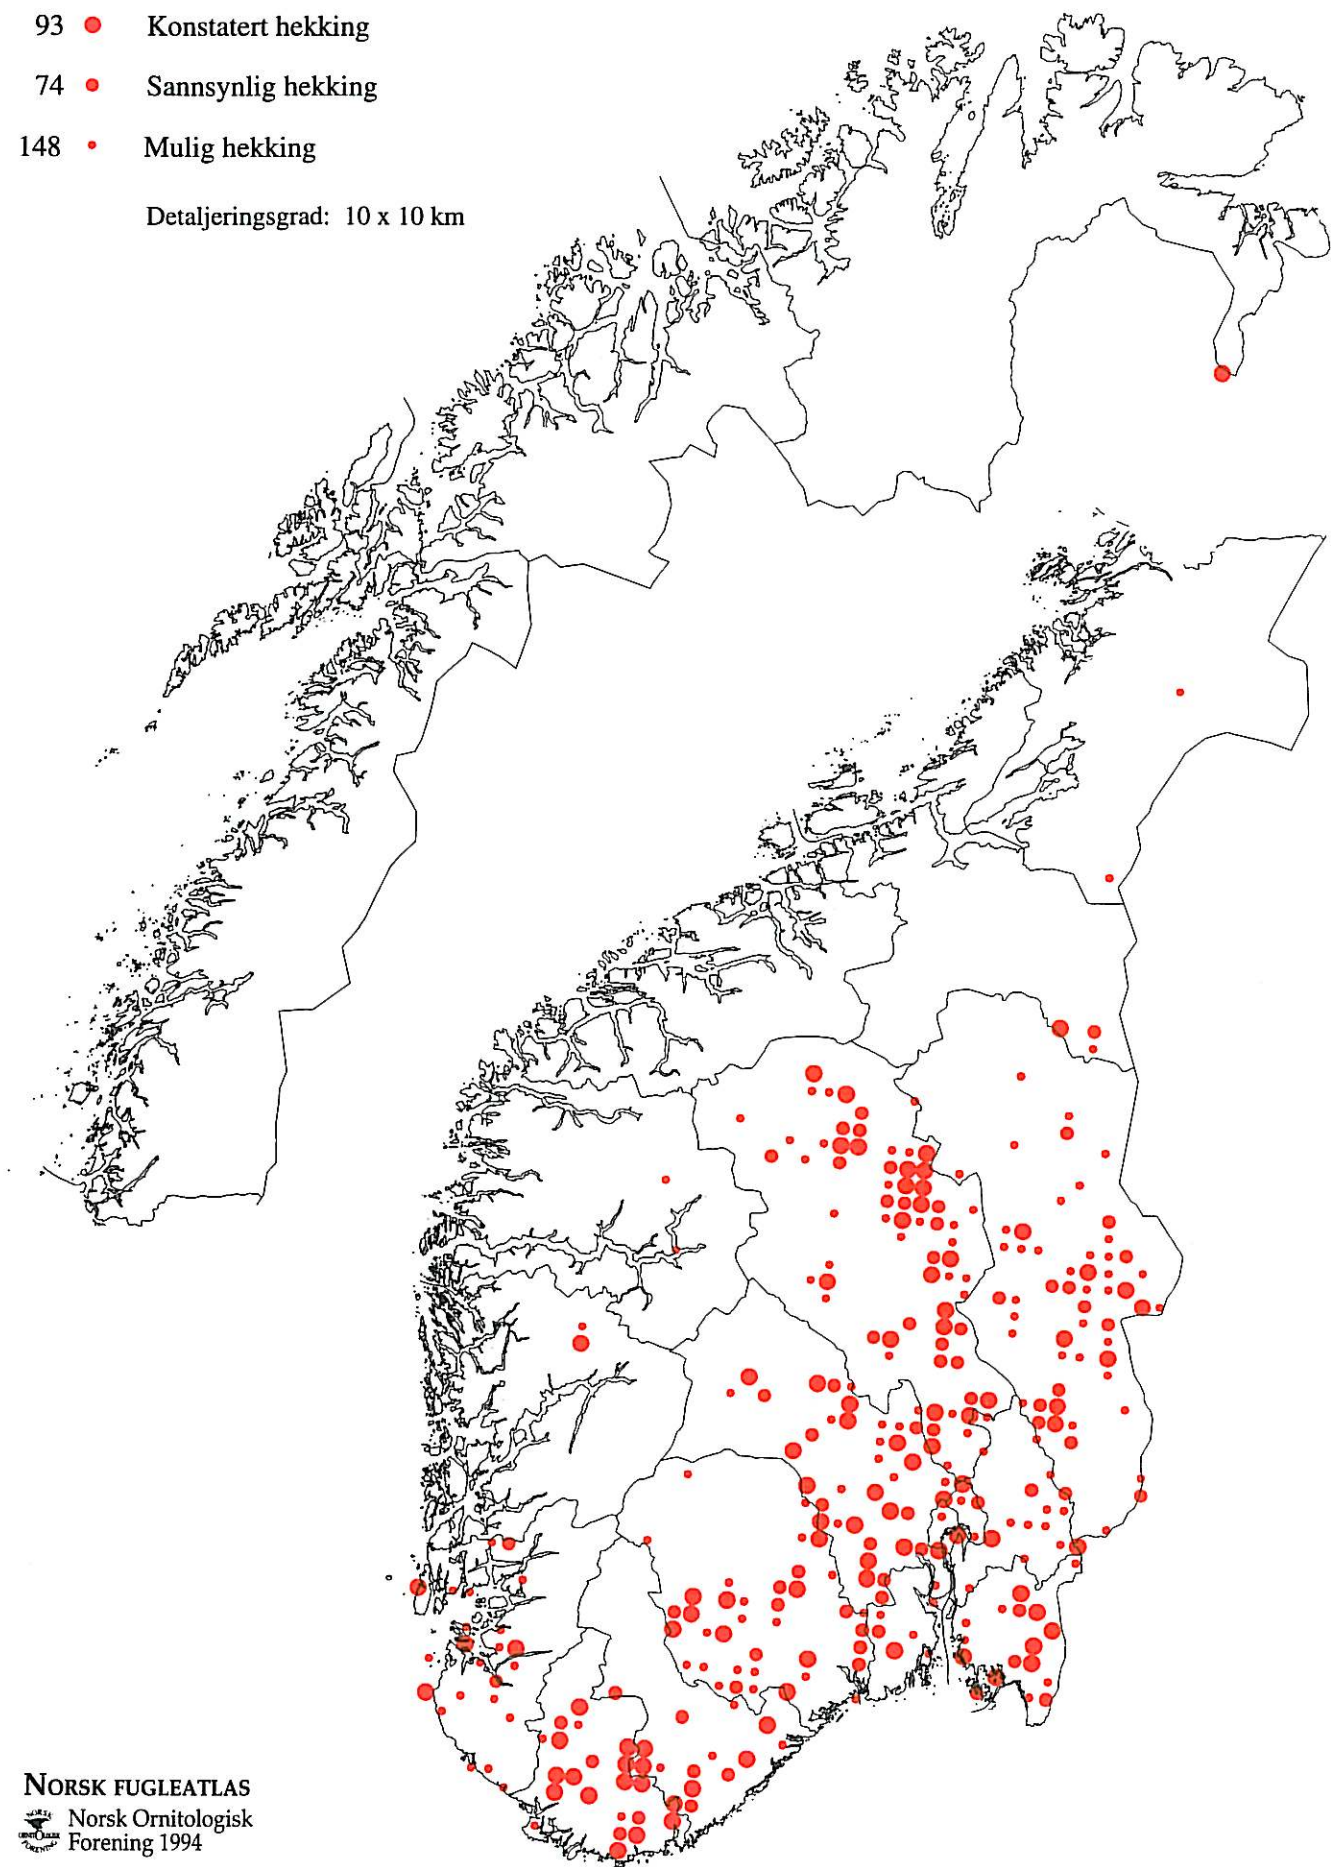 93 Konstatert hekking
74 Sannsynlig hekking
148 Mulig hekking
Detaljeringsgrad: 10 x 10 km
NORSK FUGLEATLAS
Norsk Ornitologisk
Forening 1994